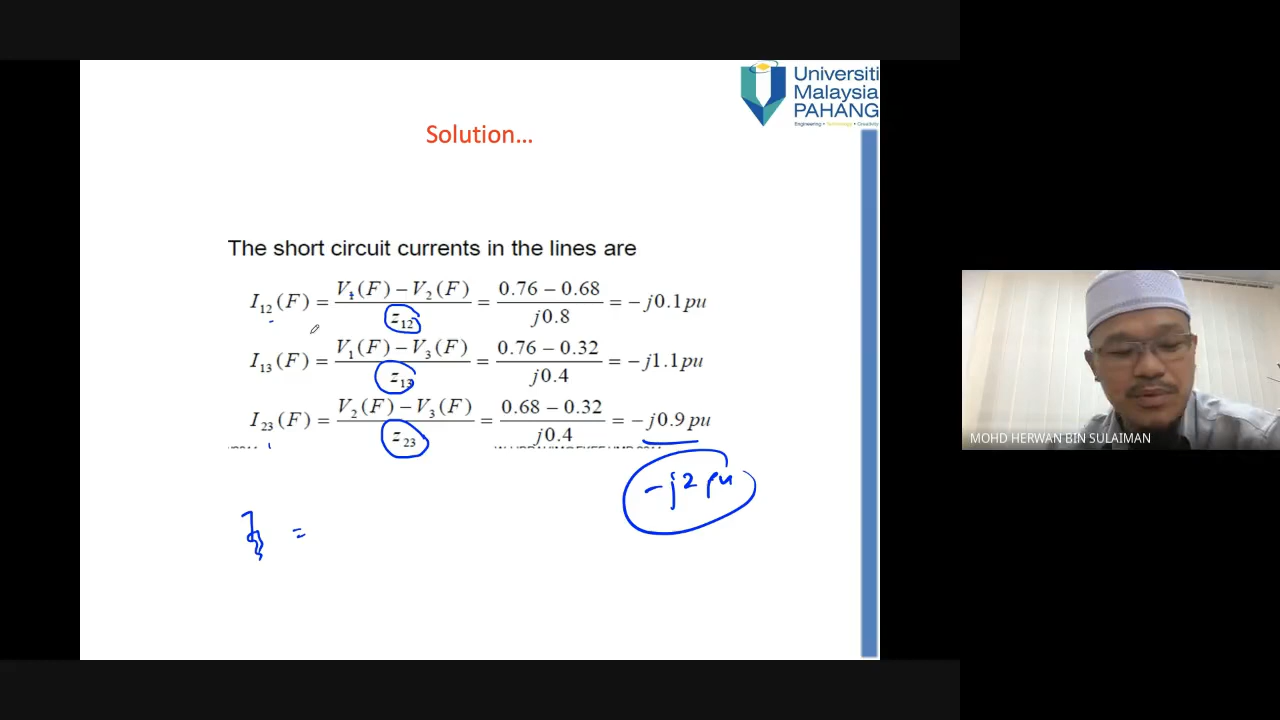 Universiti
Malaysia
PAHANG
Engineering • Technology • Creativity
Solution...
The short circuit currents in the lines are
I₁₂(F) = (V₁(F) − V₂(F)) / z₁₂ = (0.76 − 0.68) / j0.8 = − j0.1 pu
I₁₃(F) = (V₁(F) − V₃(F)) / z₁₃ = (0.76 − 0.32) / j0.4 = − j1.1 pu
I₂₃(F) = (V₂(F) − V₃(F)) / z₂₃ = (0.68 − 0.32) / j0.4 = − j0.9 pu
−j2 pu
=
MOHD HERWAN BIN SULAIMAN